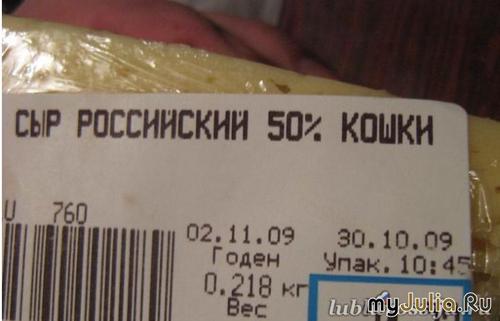 СЫР РОССИЙСКИЙ 50% КОШКИ
U 760
02.11.09 30.10.09
Годен Упак. 10:45
0.218 кг
Вес
myJulia.Ru